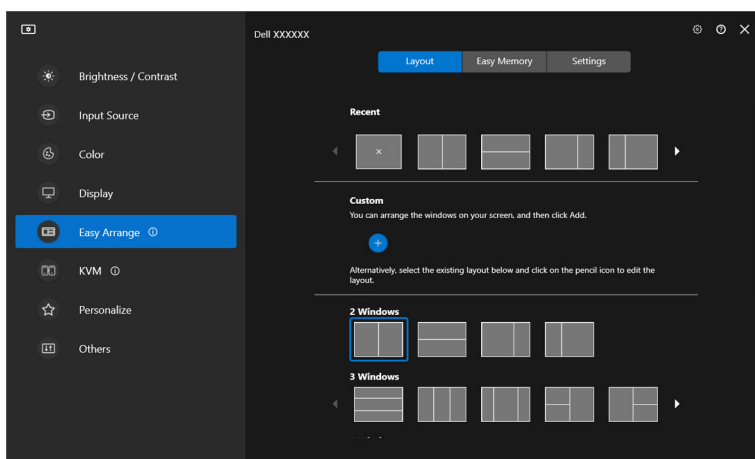 Dell XXXXXX
Brightness / Contrast
Input Source
Color
Display
Easy Arrange
KVM
Personalize
Others
Layout
Easy Memory
Settings
Recent
Custom
You can arrange the windows on your screen, and then click Add.
Alternatively, select the existing layout below and click on the pencil icon to edit the
layout.
2 Windows
3 Windows